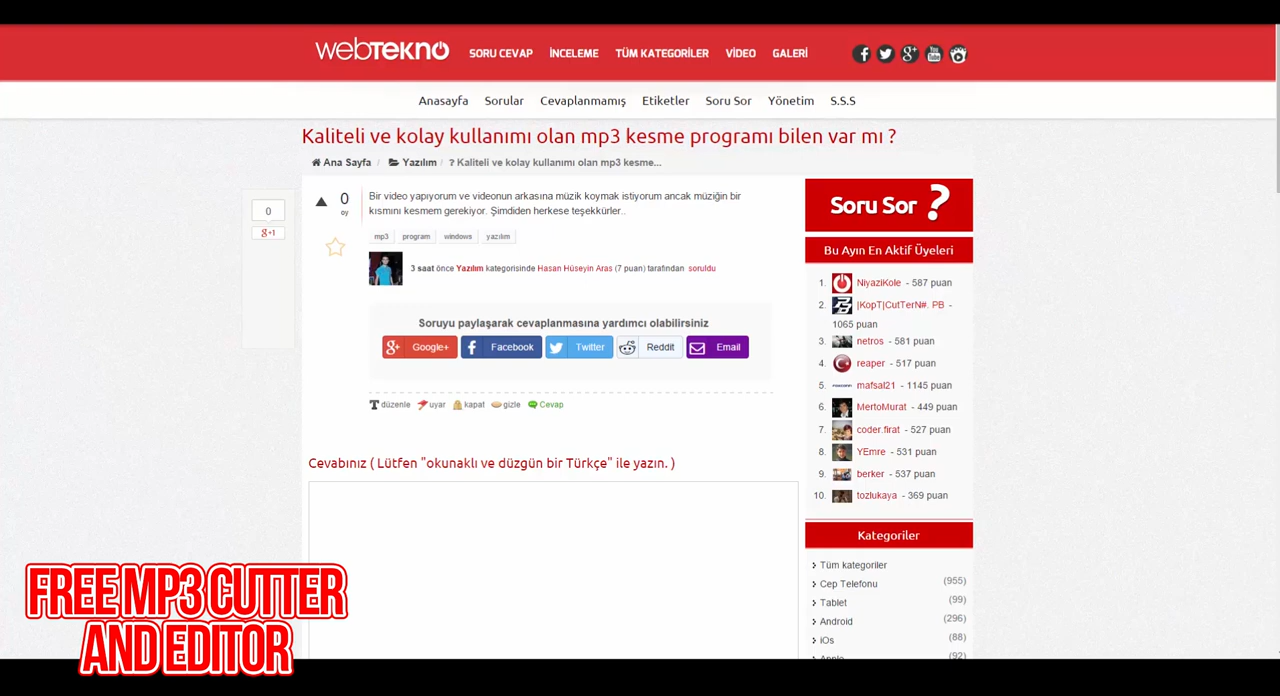 webtekno SORU CEVAP İNCELEME TÜM KATEGORİLER VİDEO GALERİ
Anasayfa Sorular Cevaplanmamış Etiketler Soru Sor Yönetim S.S.S
Kaliteli ve kolay kullanımı olan mp3 kesme programı bilen var mı ?
Ana Sayfa / Yazılım / ? Kaliteli ve kolay kullanımı olan mp3 kesme...
0
g+1
0
oy
Bir video yapıyorum ve videonun arkasına müzik koymak istiyorum ancak müziğin bir
kısmını kesmem gerekiyor. Şimdiden herkese teşekkürler..
mp3 program windows yazılım
3 saat önce Yazılım kategorisinde Hasan Hüseyin Aras (7 puan) tarafından soruldu
Soruyu paylaşarak cevaplanmasına yardımcı olabilirsiniz
Google+ Facebook Twitter Reddit Email
düzenle uyar kapat gizle Cevap
Cevabınız ( Lütfen "okunaklı ve düzgün bir Türkçe" ile yazın. )
Soru Sor ?
Bu Ayın En Aktif Üyeleri
1. NiyaziKole - 587 puan
2. |KopT|CutTerN#. PB -
1065 puan
3. netros - 581 puan
4. reaper - 517 puan
5. mafsal21 - 1145 puan
6. MertoMurat - 449 puan
7. coder.firat - 527 puan
8. YEmre - 531 puan
9. berker - 537 puan
10. tozlukaya - 369 puan
Kategoriler
Tüm kategoriler
Cep Telefonu (955)
Tablet (99)
Android (296)
iOs (88)
Apple (92)
FREE MP3 CUTTER
AND EDITOR